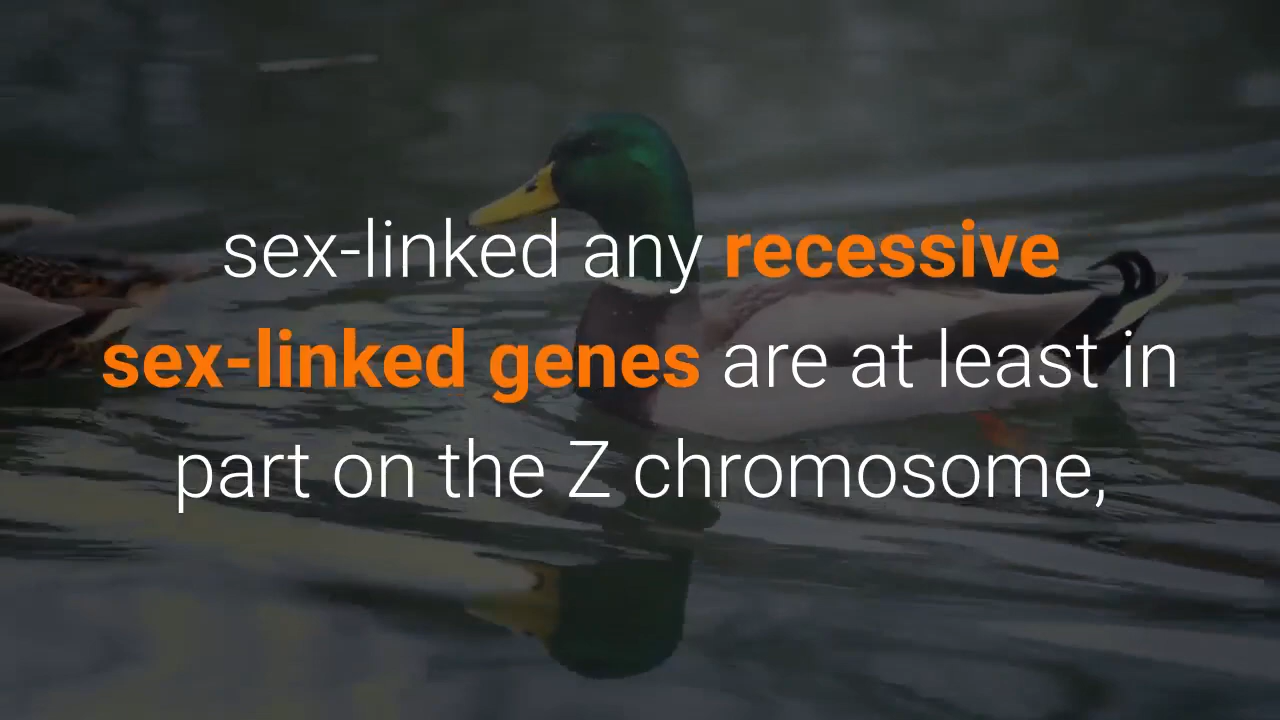 sex-linked any recessive
sex-linked genes are at least in
part on the Z chromosome,